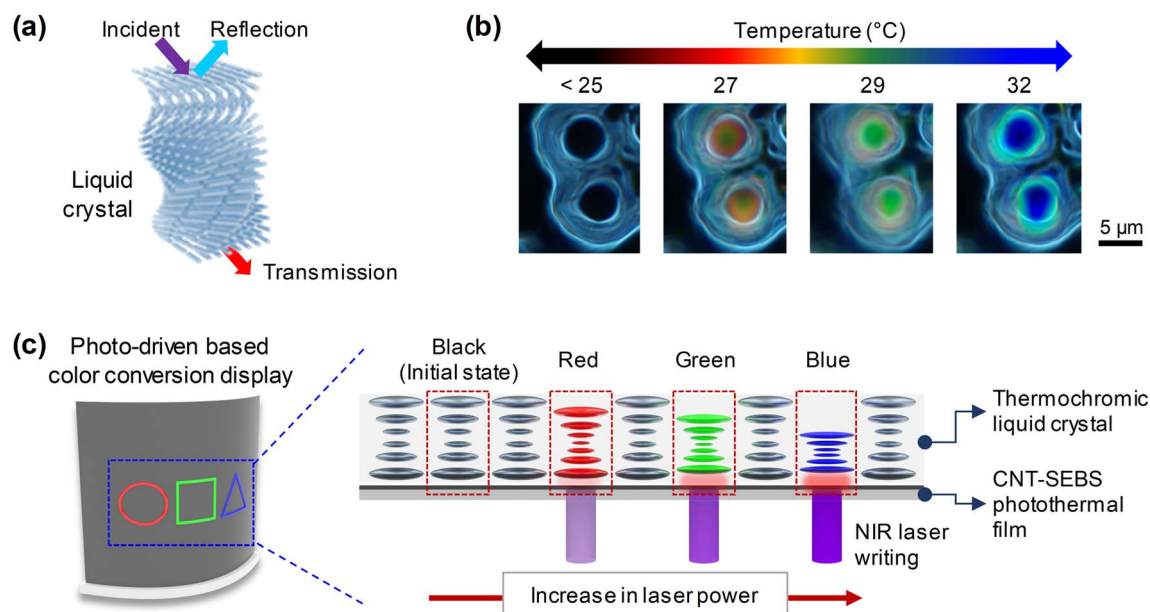 (a)
Incident
Reflection
Liquid
crystal
Transmission
(b)
Temperature (°C)
< 25
27
29
32
5 µm
(c)
Photo-driven based
color conversion display
Black
(Initial state)
Red
Green
Blue
Thermochromic
liquid crystal
CNT-SEBS
photothermal
film
NIR laser
writing
Increase in laser power